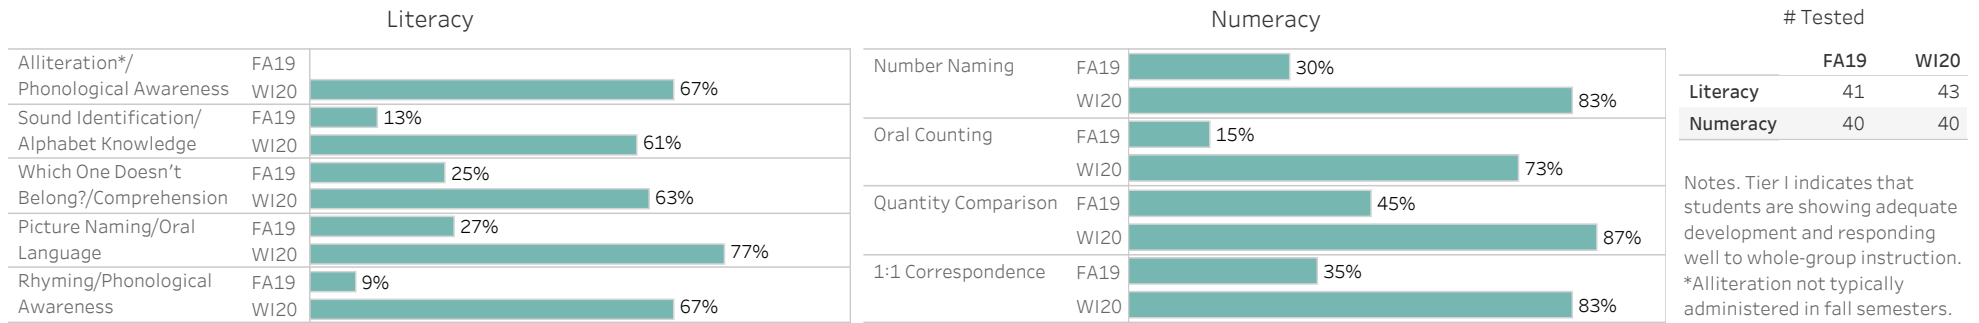 Literacy
Alliteration*/ FA19
Phonological Awareness WI20 67%
Sound Identification/ FA19 13%
Alphabet Knowledge WI20 61%
Which One Doesn't FA19 25%
Belong?/Comprehension WI20 63%
Picture Naming/Oral FA19 27%
Language WI20 77%
Rhyming/Phonological FA19 9%
Awareness WI20 67%
Numeracy
Number Naming FA19 30%
WI20 83%
Oral Counting FA19 15%
WI20 73%
Quantity Comparison FA19 45%
WI20 87%
1:1 Correspondence FA19 35%
WI20 83%
# Tested
FA19 WI20
Literacy 41 43
Numeracy 40 40
Notes. Tier I indicates that
students are showing adequate
development and responding
well to whole-group instruction.
*Alliteration not typically
administered in fall semesters.